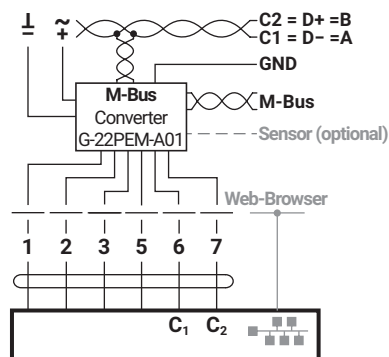 ⊥ ~
– +
C2 = D+ =B
C1 = D– =A
GND
M-Bus
Converter
G-22PEM-A01
M-Bus
Sensor (optional)
Web-Browser
1 2 3 5 6 7
C₁ C₂